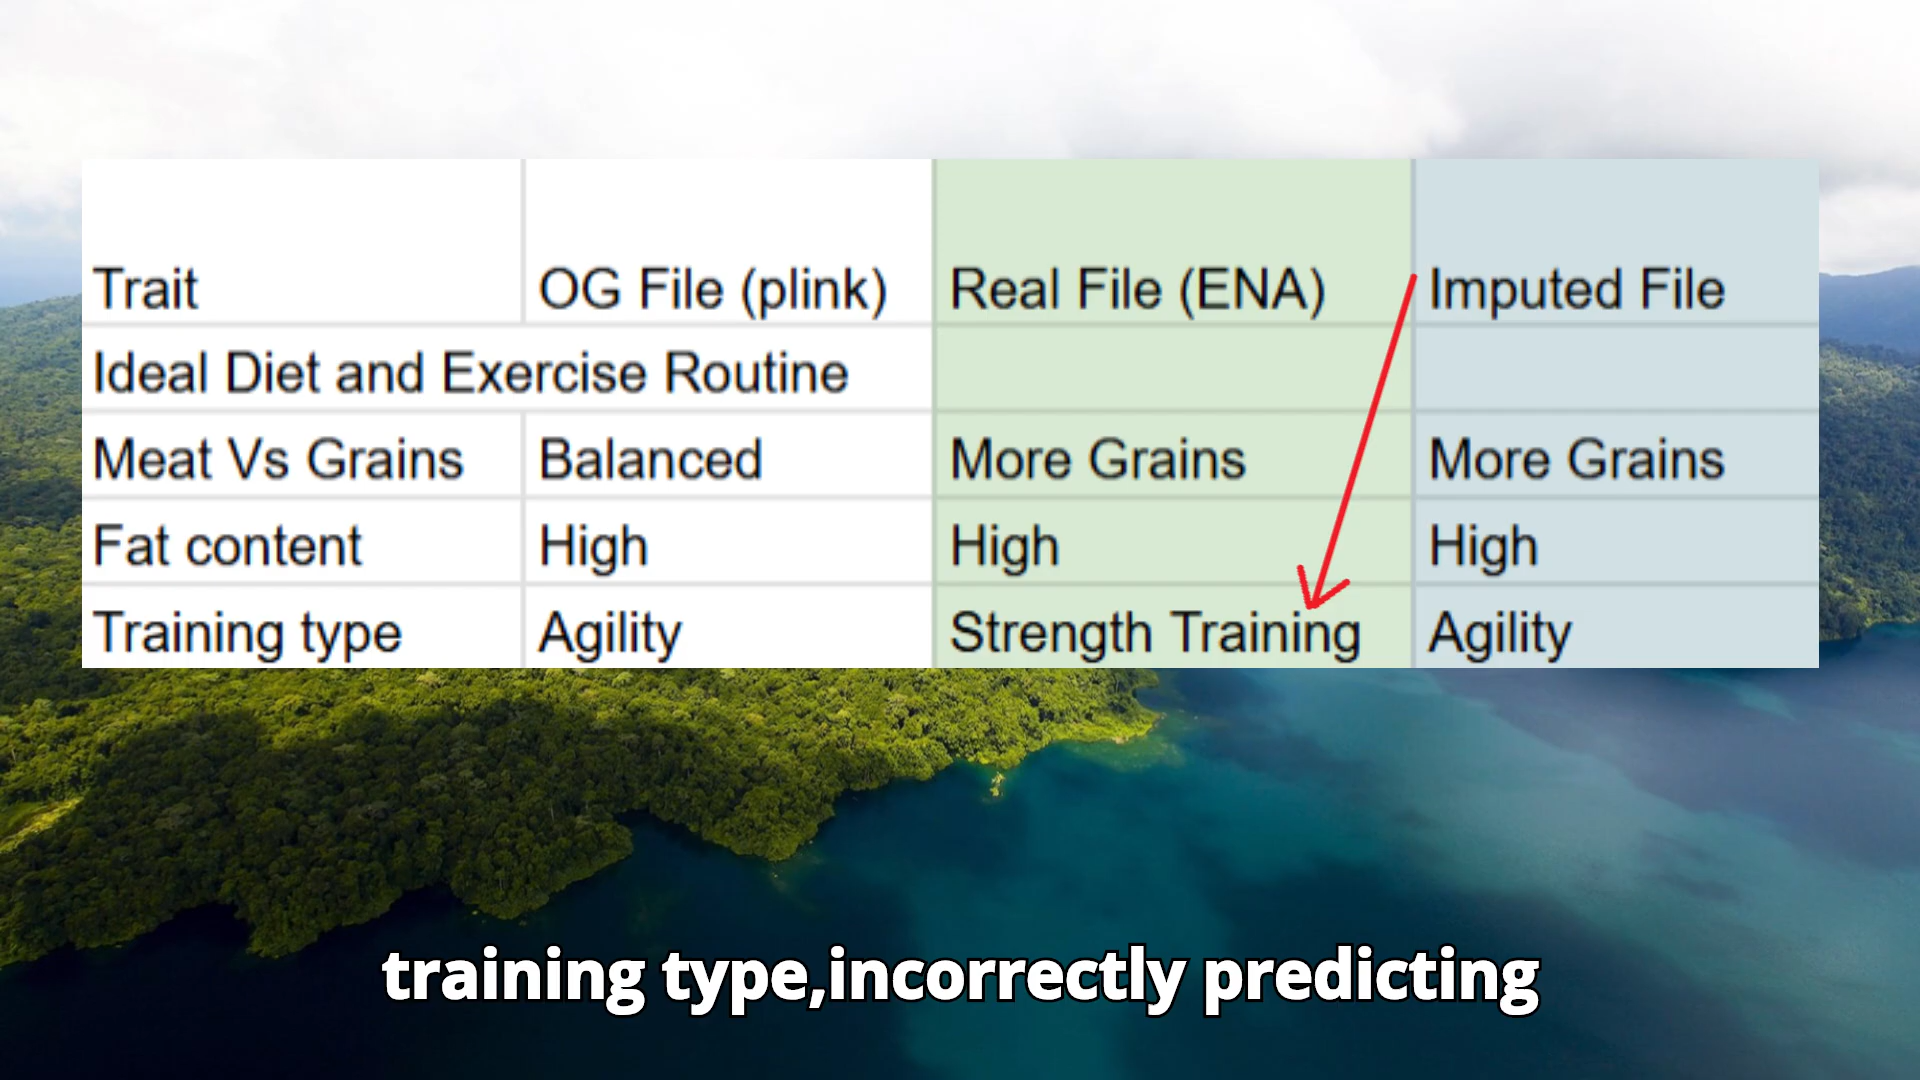 Trait OG File (plink) Real File (ENA) Imputed File
Ideal Diet and Exercise Routine
Meat Vs Grains Balanced More Grains More Grains
Fat content High High High
Training type Agility Strength Training Agility
training type,incorrectly predicting